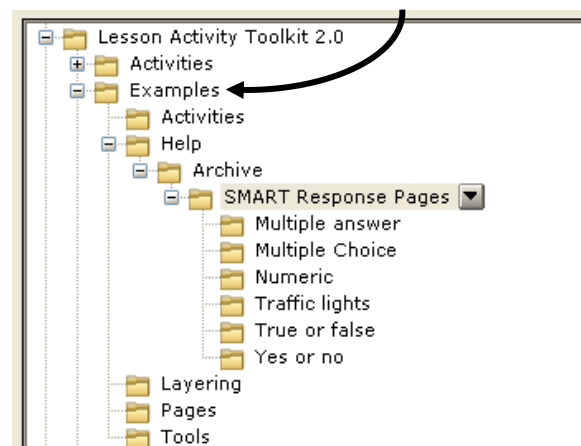 Lesson Activity Toolkit 2.0
Activities
Examples
Activities
Help
Archive
SMART Response Pages
Multiple answer
Multiple Choice
Numeric
Traffic lights
True or false
Yes or no
Layering
Pages
Tools